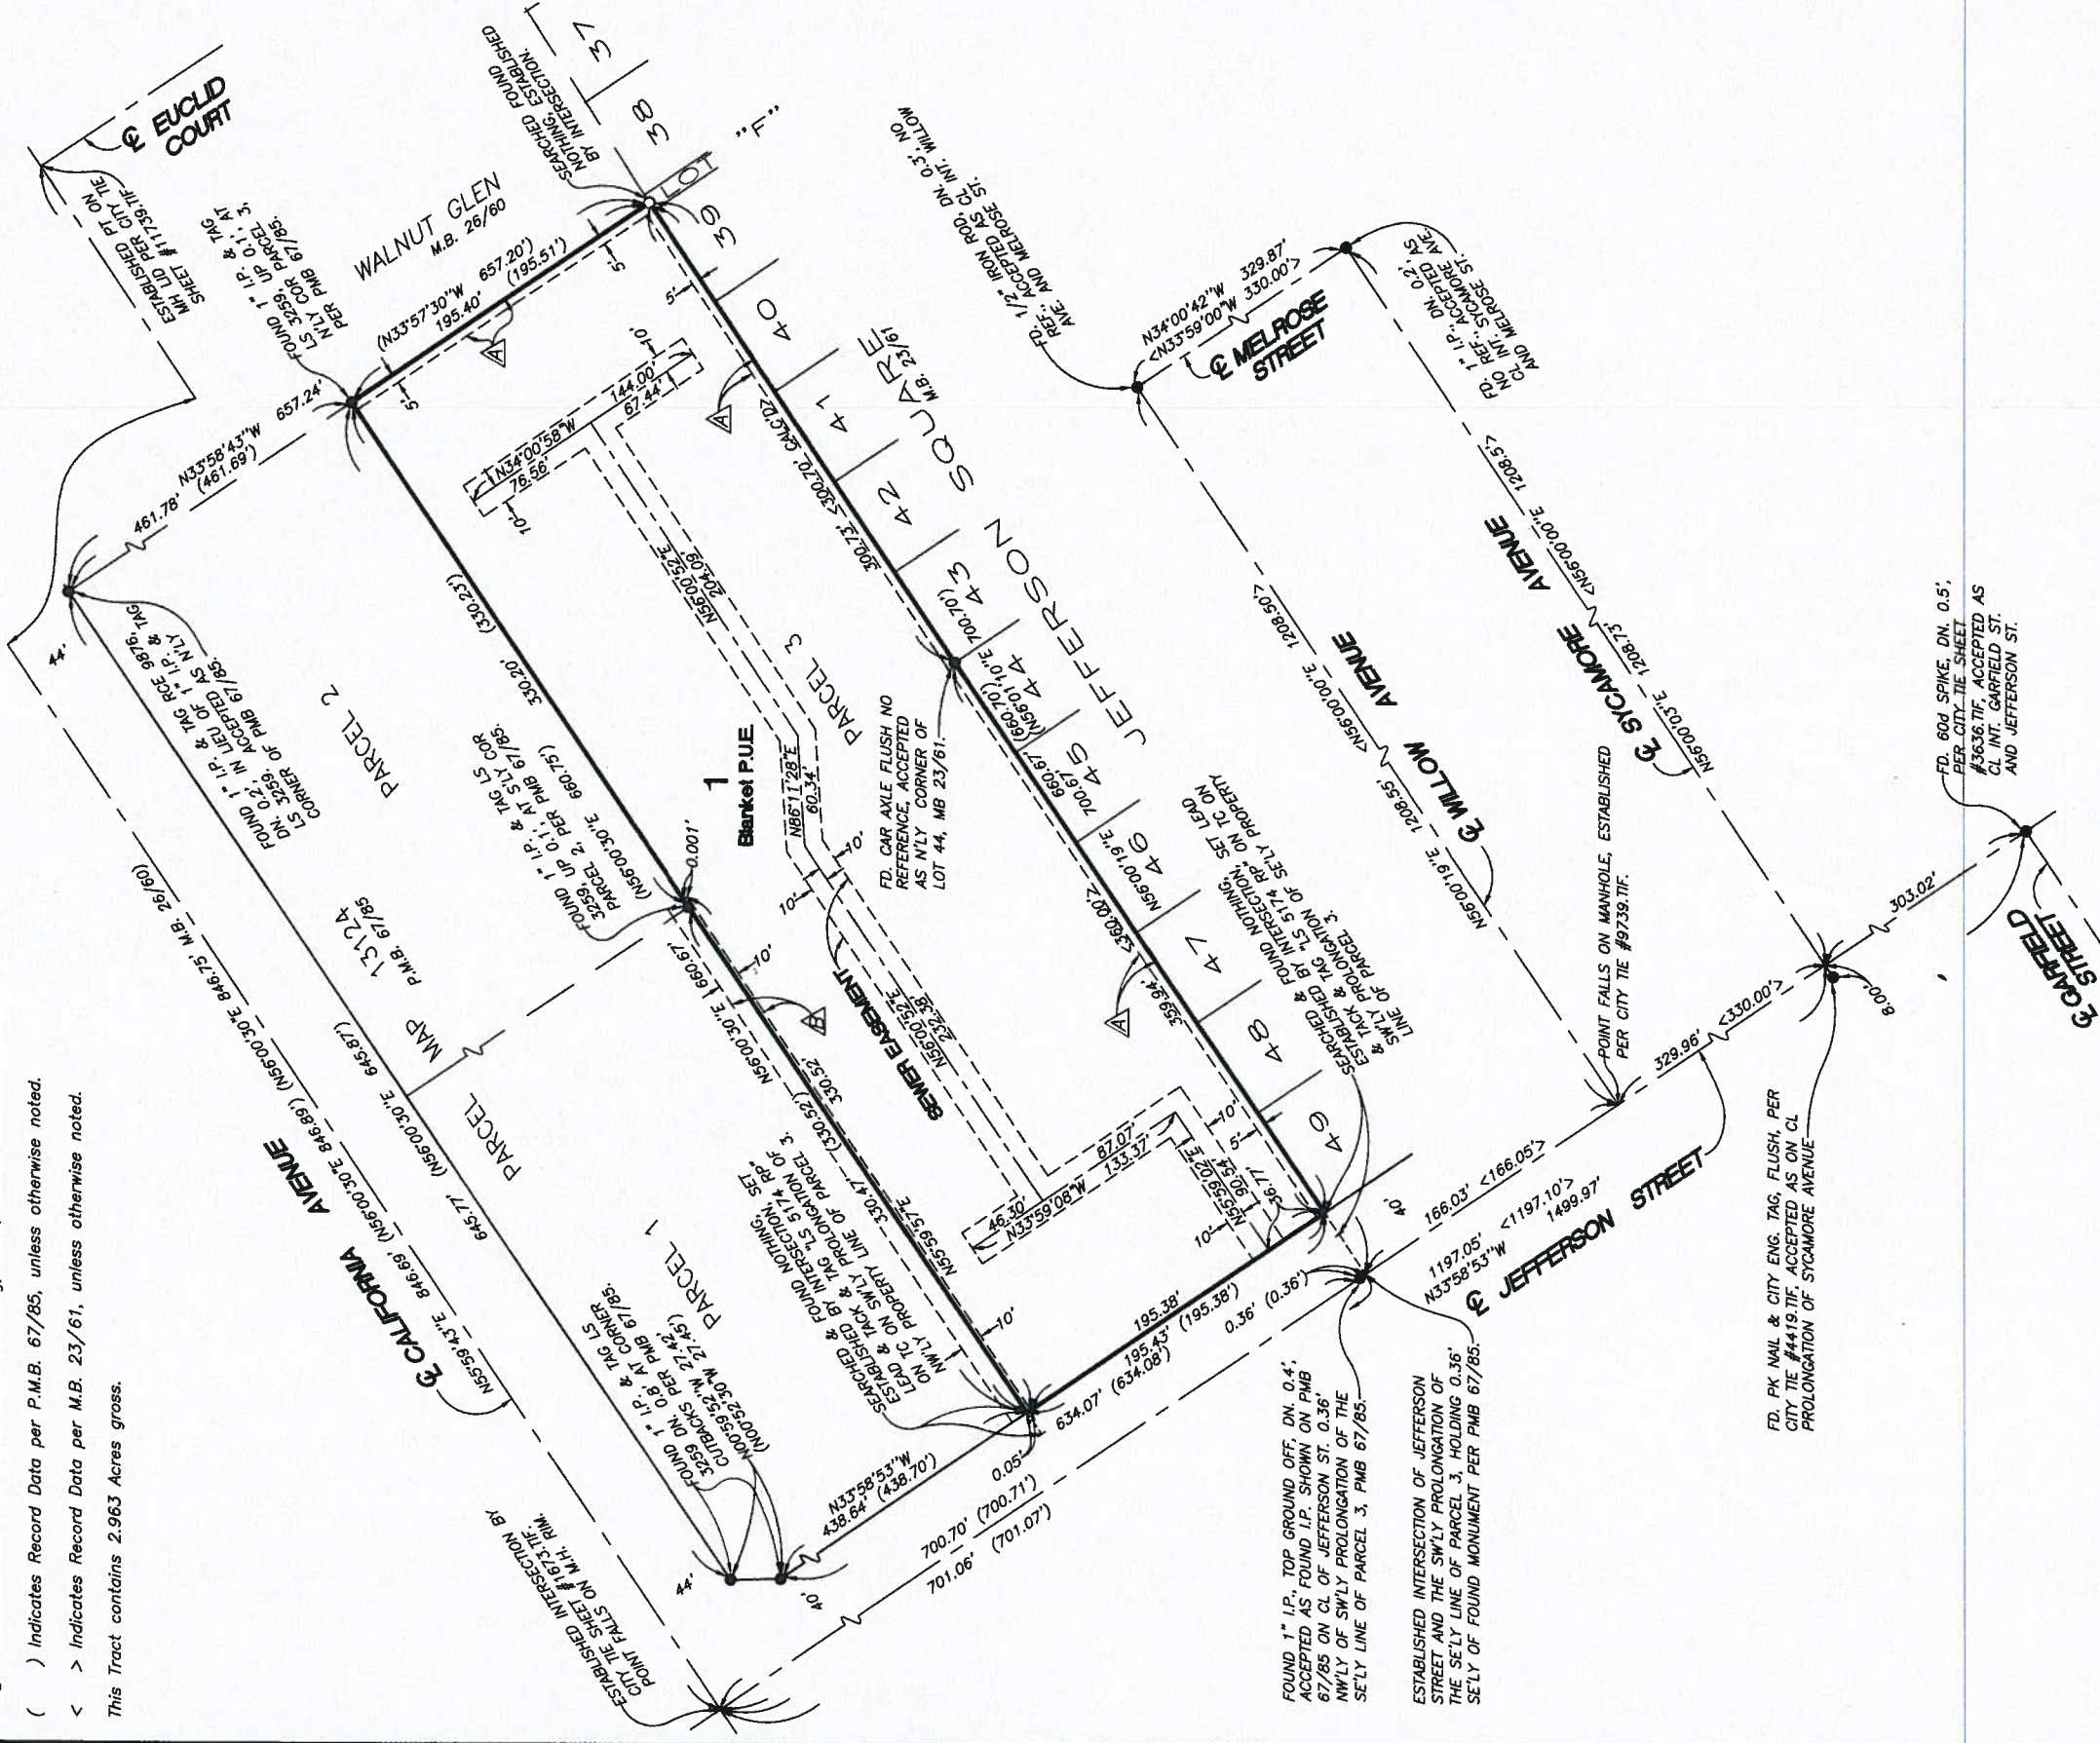 ( ) Indicates Record Data per P.M.B. 67/85, unless otherwise noted.
< > Indicates Record Data per M.B. 23/61, unless otherwise noted.
This Tract contains 2.963 Acres gross.
℄ EUCLID
COURT
ESTABLISHED PT ON
MH LID PER CITY TIE
SHEET #11739.TIF
FOUND 1" I.P. & TAG
LS 3259, UP 0.1', AT
N'LY COR PARCEL 3,
PER PMB 67/85.
WALNUT GLEN
M.B. 26/60
SEARCHED FOUND
NOTHING, ESTABLISHED
BY INTERSECTION.
37
38
LOT "F"
39
40
41
42
43
44
45
46
47
48
49
N33°58'43"W 657.24'
461.78' (461.69')
(N33°57'30"W 657.20')
195.40' (195.51')
5'
5'
5'
A
44'
FOUND 1" I.P. & TAG RCE 9876, TAG
DN. 0.2', IN LIEU OF 1" I.P. & TAG
LS 3259. ACCEPTED AS N'LY
CORNER OF PMB 67/85.
PARCEL 2
PARCEL MAP
13124
P.M.B. 67/85
PARCEL 1
PARCEL 3
(330.23')
330.20'
(N56°00'30"E 660.75')
FOUND 1" I.P. & TAG LS
3259, UP 0.1', AT S'LY COR
PARCEL 2, PER PMB 67/85.
0.001'
1
Blanket P.U.E.
10'
N34°00'58"W 144.00'
76.56'
67.44'
10'
N56°00'52"E
204.09'
N86°11'28"E
60.34'
10'
10'
SEWER EASEMENT
N56°00'52"E
232.38'
A
300.73' <300.70' CALC'D>
SQUARE
M.B. 23/61
JEFFERSON
FD. CAR AXLE FLUSH NO
REFERENCE, ACCEPTED
AS N'LY CORNER OF
LOT 44, MB 23/61.
700.70')
(660.70') (N56°01'10"E
660.67'
700.67'
N56°00'19"E
<360.00'>
359.94'
A
SEARCHED & FOUND NOTHING,
ESTABLISHED BY INTERSECTION, SET LEAD
& TACK & TAG "LS 5174 RP" ON TC ON
SW'LY PROLONGATION OF SE'LY PROPERTY
LINE OF PARCEL 3.
FD. 1/2" IRON ROD, DN. 0.3', NO
REF., ACCEPTED AS CL INT. WILLOW
AVE. AND MELROSE ST.
N34°00'42"W 329.87'
<N33°59'00"W 330.00'>
℄ MELROSE
STREET
FD. 1" I.P., DN. 0.2', AS
NO REF., ACCEPTED AS
CL INT. SYCAMORE AVE.
AND MELROSE ST.
<N56°00'00"E 1208.50'>
N56°00'19"E 1208.55'
℄ WILLOW AVENUE
<N56°00'00"E 1208.5'>
N56°00'03"E 1208.73'
℄ SYCAMORE AVENUE
℄ CALIFORNIA AVENUE
N55°59'43"E 846.69' (N56°00'30"E 846.89') (N56°00'30"E 846.75' M.B. 26/60)
645.77' (N56°00'30"E 645.87')
N56°00'30"E 660.67'
330.52'
(330.52')
330.47'
N55°59'57"E
10'
B
10'
SEARCHED & FOUND NOTHING,
ESTABLISHED BY INTERSECTION, SET
LEAD & TACK & TAG "LS 5174 RP"
ON TC ON SW'LY PROLONGATION OF
NW'LY PROPERTY LINE OF PARCEL 3.
FOUND 1" I.P. & TAG LS
3259 DN. 0.8', AT CORNER
CUTBACKS PER PMB 67/85.
N00°59'52"W 27.42'
(N00°52'30"W 27.45')
ESTABLISHED INTERSECTION BY
CITY TIE SHEET #1673.TIF.
POINT FALLS ON M.H. RIM.
44'
40'
N33°58'53"W
438.64' (438.70')
0.05'
700.70' (700.71')
701.06' (701.07')
634.07' (634.08')
195.38'
195.43' (195.38')
0.36' (0.36')
46.30'
87.07'
N33°59'08"W 133.37'
N55°59'02"E
90.54'
36.77'
10'
10'
5'
40'
166.03' <166.05'>
1197.05' <1197.10'>
N33°58'53"W 1499.97'
℄ JEFFERSON STREET
329.96' <330.00'>
POINT FALLS ON MANHOLE, ESTABLISHED
PER CITY TIE #9739.TIF.
303.02'
8.00'
FD. 60d SPIKE, DN. 0.5',
PER CITY TIE SHEET
#3636.TIF, ACCEPTED AS
CL INT. GARFIELD ST.
AND JEFFERSON ST.
℄ GARFIELD
STREET
FD. PK NAIL & CITY ENG. TAG, FLUSH, PER
CITY TIE #4419.TIF, ACCEPTED AS ON CL
PROLONGATION OF SYCAMORE AVENUE
FOUND 1" I.P., TOP GROUND OFF, DN. 0.4',
ACCEPTED AS FOUND I.P. SHOWN ON PMB
67/85 ON CL OF JEFFERSON ST. 0.36'
NW'LY OF SW'LY PROLONGATION OF THE
SE'LY LINE OF PARCEL 3, PMB 67/85.
ESTABLISHED INTERSECTION OF JEFFERSON
STREET AND THE SW'LY PROLONGATION OF
THE SE'LY LINE OF PARCEL 3, HOLDING 0.36'
SE'LY OF FOUND MONUMENT PER PMB 67/85.